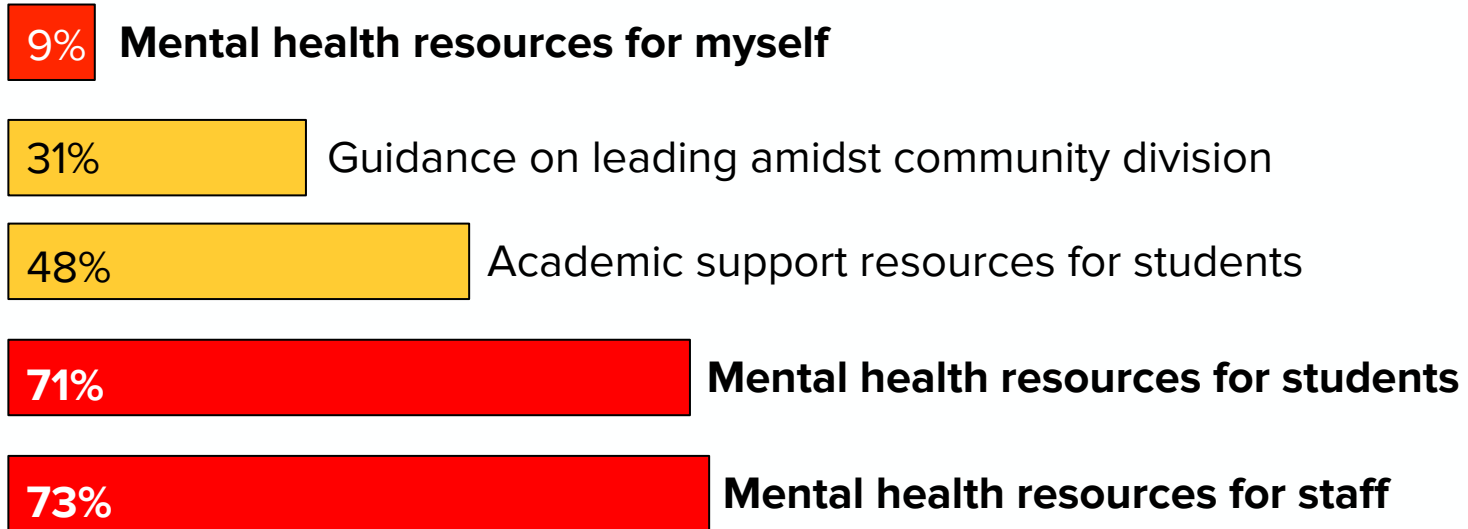 9% Mental health resources for myself
31% Guidance on leading amidst community division
48% Academic support resources for students
71% Mental health resources for students
73% Mental health resources for staff